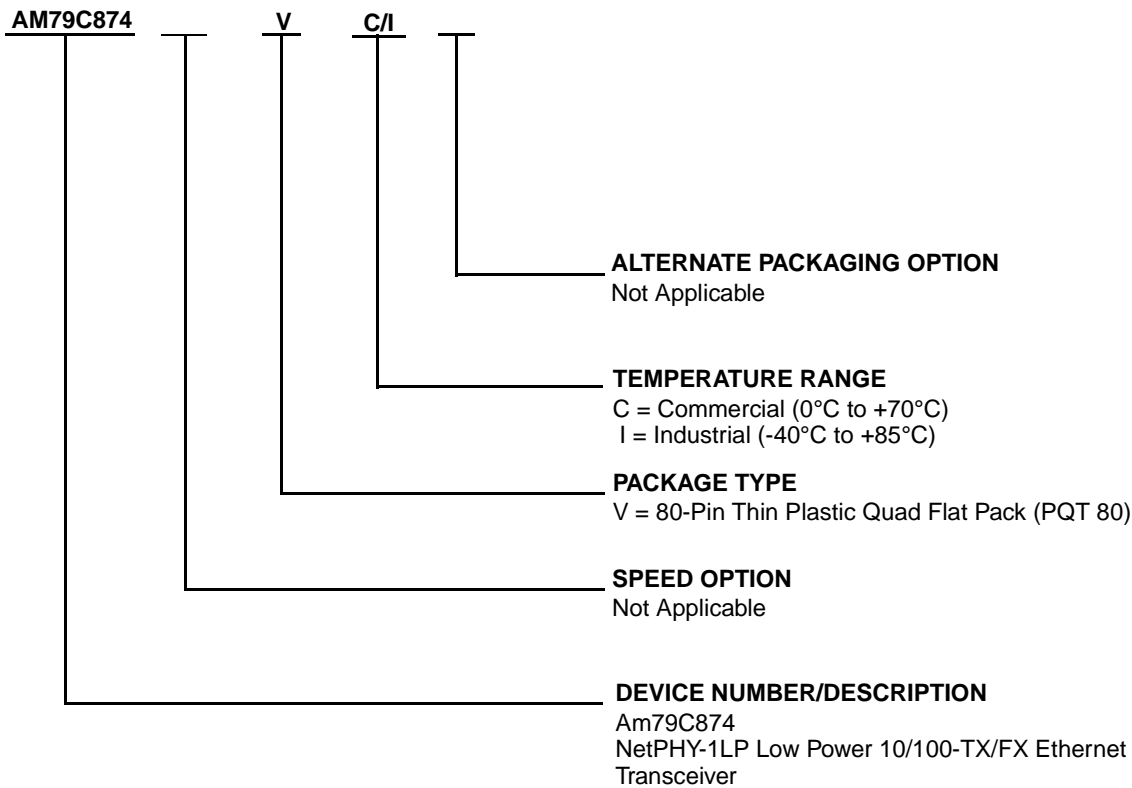 AM79C874 V C/I
ALTERNATE PACKAGING OPTION
Not Applicable
TEMPERATURE RANGE
C = Commercial (0°C to +70°C)
I = Industrial (-40°C to +85°C)
PACKAGE TYPE
V = 80-Pin Thin Plastic Quad Flat Pack (PQT 80)
SPEED OPTION
Not Applicable
DEVICE NUMBER/DESCRIPTION
Am79C874
NetPHY-1LP Low Power 10/100-TX/FX Ethernet
Transceiver